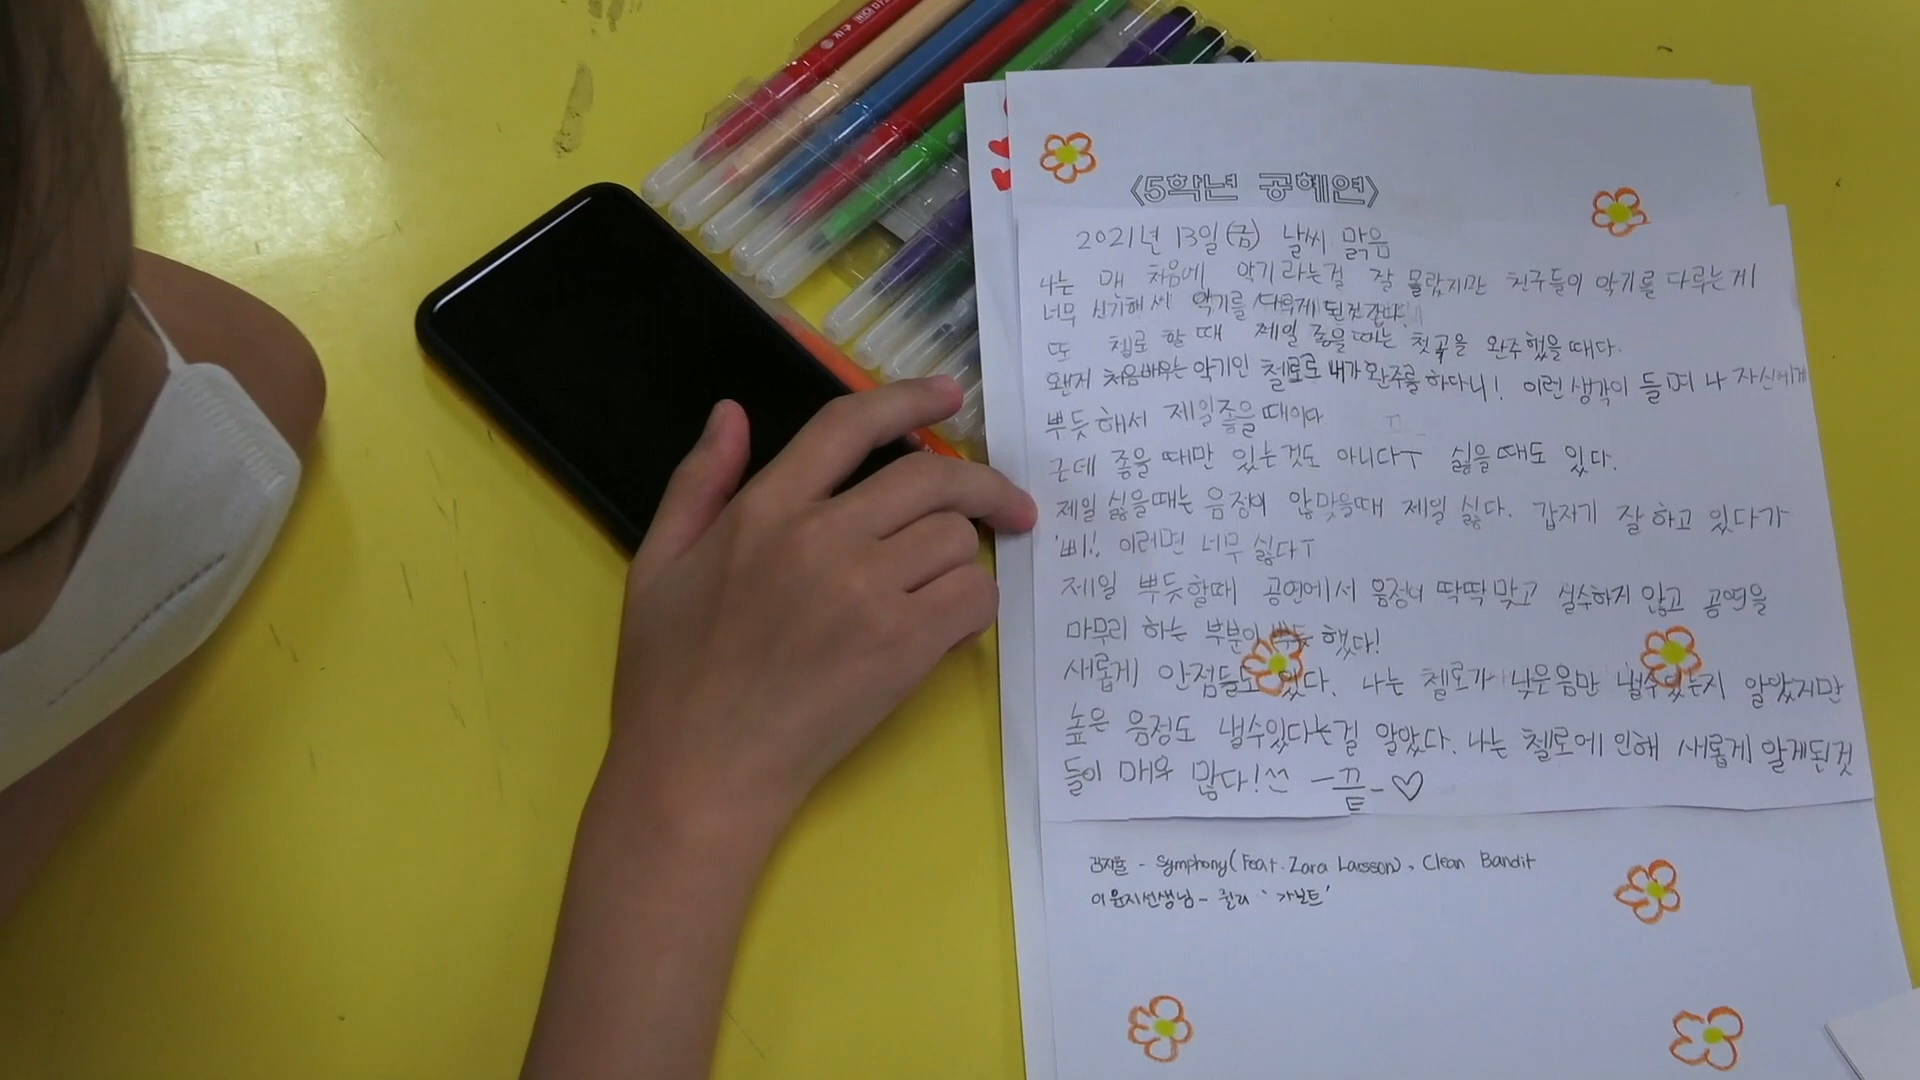 지구
<5학년 공혜연>
2021년 13일(금) 날씨 맑음
나는 매 처음에 악기라는걸 잘 몰랐지만 친구들이 악기를 다루는게
너무 신기해서 악기를 된것같다.
또 첼로 할 때 제일 좋을때는 첫곡을 완주했을때다.
왠지 처음배우는 악기인 첼로로 내가 완주를 하다니! 이런생각이 들며 나 자신에게
뿌듯해서 제일좋을때이다
근데 좋을 때만 있는것도 아니다ㅜ 싫을때도 있다.
제일 싫을때는 음정이 않맞을때 제일 싫다. 갑자기 잘하고 있다가
'삐!! 이러면 너무 싫다ㅜ
제일 뿌듯할때 공연에서 음정이 딱딱맞고 실수하지 않고 공연을
마무리 하는 부분이 뿌듯 했다!
새롭게 안점들도 있다. 나는 첼로가 낮은음만 낼수있는지 알았지만
높은 음정도 낼수있다는걸 알았다. 나는 첼로에 인해 새롭게 알게된것
들이 매우 많다! -끝-♡
Symphony(Feat. Zara Larsson), Clean Bandit
이윤지선생님- '가보트'